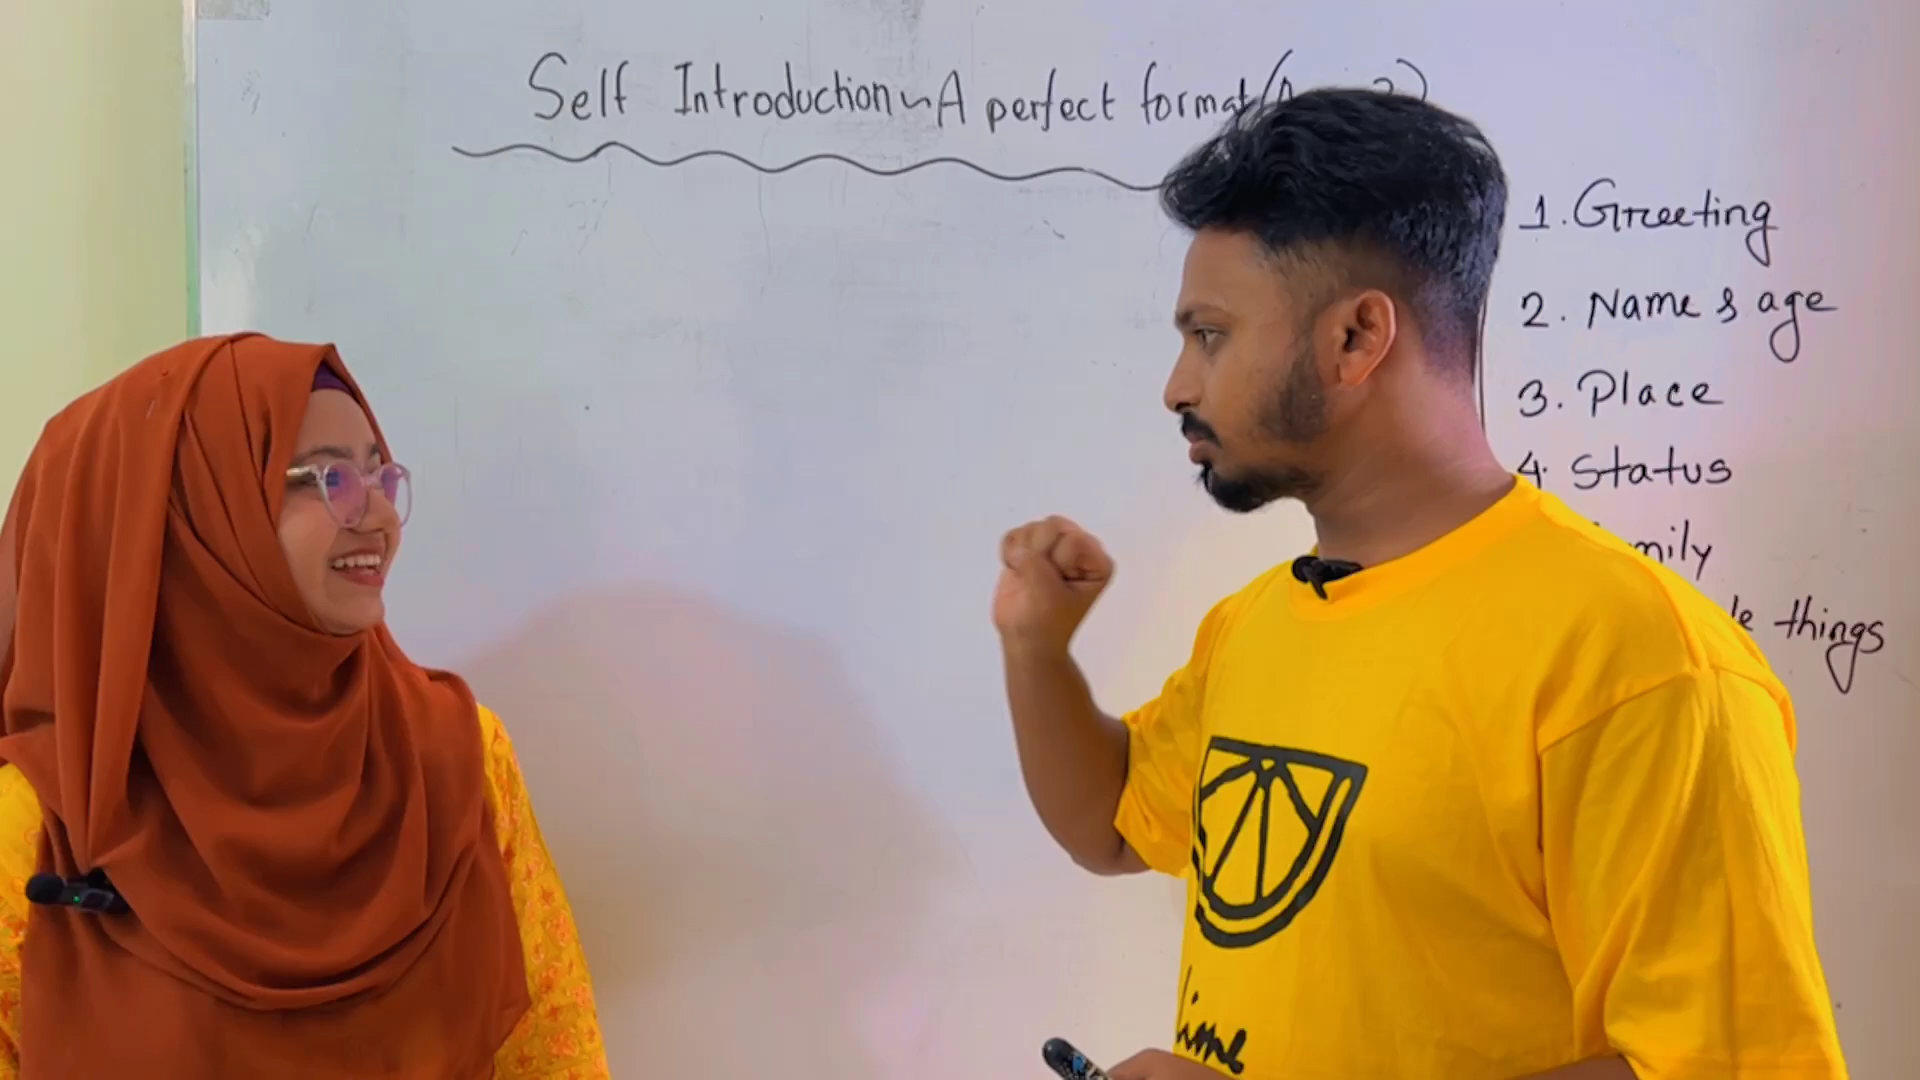 Self Introduction ~ A perfect format
1. Greeting
2. Name & age
3. Place
4. Status
things